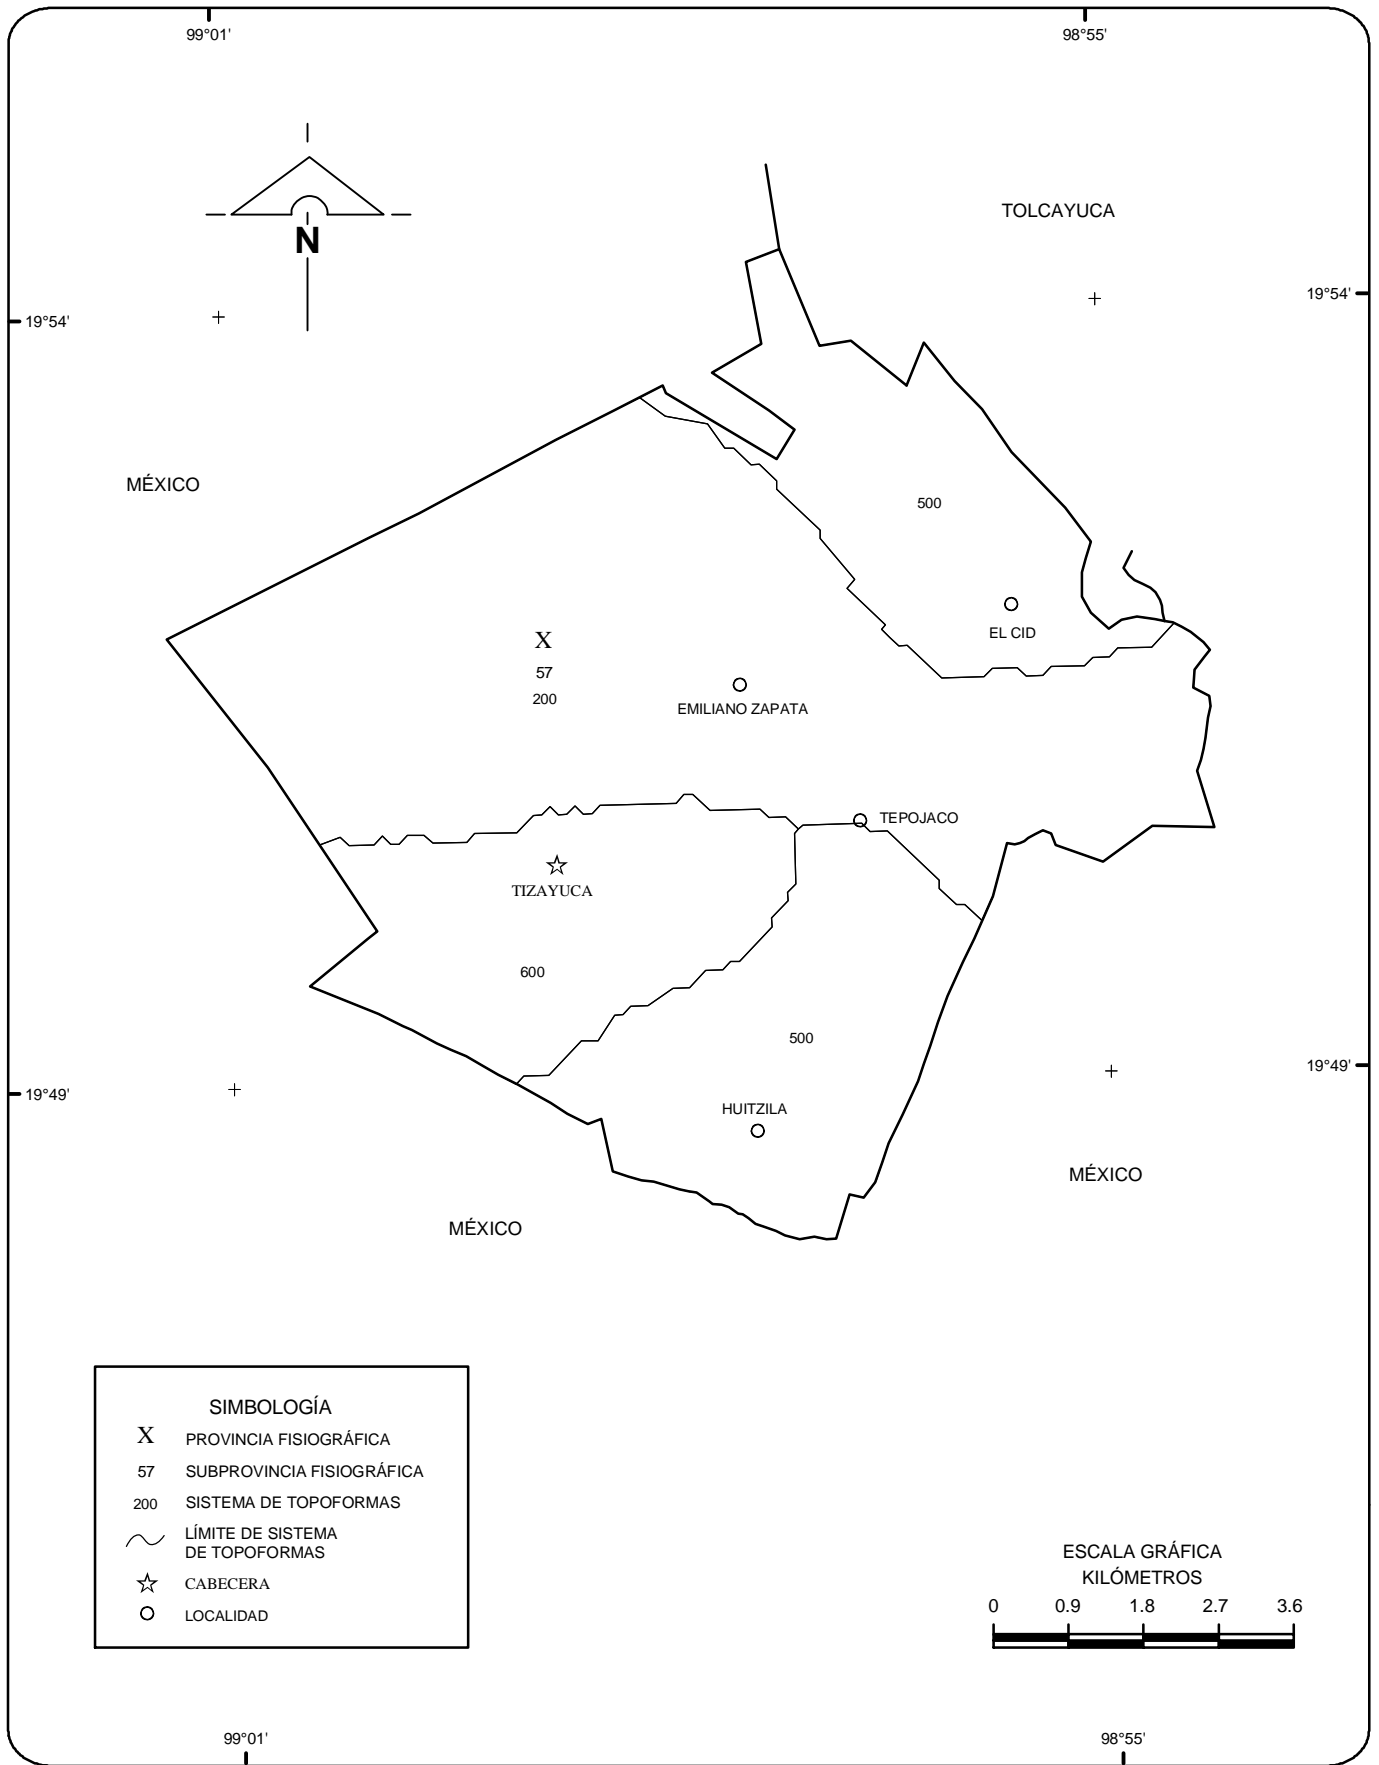 99°01'
98°55'
N
TOLCAYUCA
19°54'
19°54'
MÉXICO
500
EL CID
X
57
200
EMILIANO ZAPATA
TEPOJACO
TIZAYUCA
600
500
19°49'
19°49'
HUITZILA
MÉXICO
MÉXICO
SIMBOLOGÍA
X PROVINCIA FISIOGRÁFICA
57 SUBPROVINCIA FISIOGRÁFICA
200 SISTEMA DE TOPOFORMAS
LÍMITE DE SISTEMA
DE TOPOFORMAS
CABECERA
LOCALIDAD
ESCALA GRÁFICA
KILÓMETROS
0 0.9 1.8 2.7 3.6
99°01'
98°55'